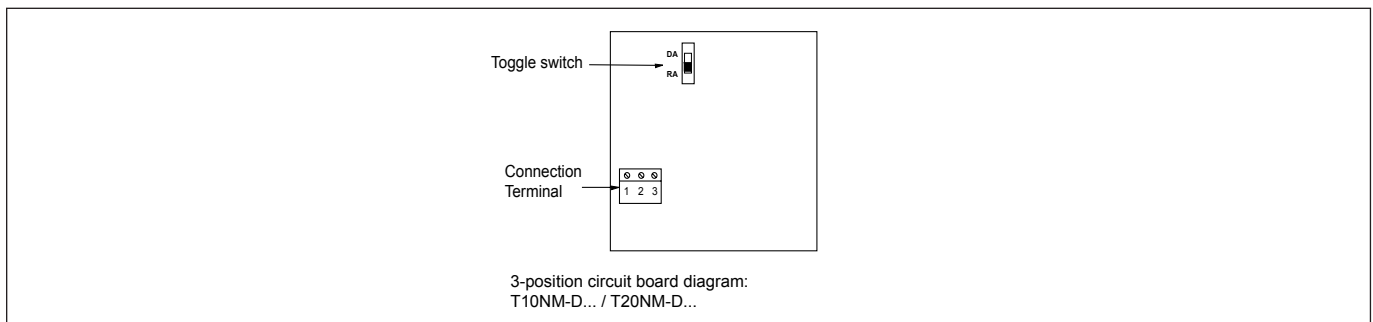 DA
Toggle switch
RA
Connection
Terminal
1 2 3
3-position circuit board diagram:
T10NM-D... / T20NM-D...